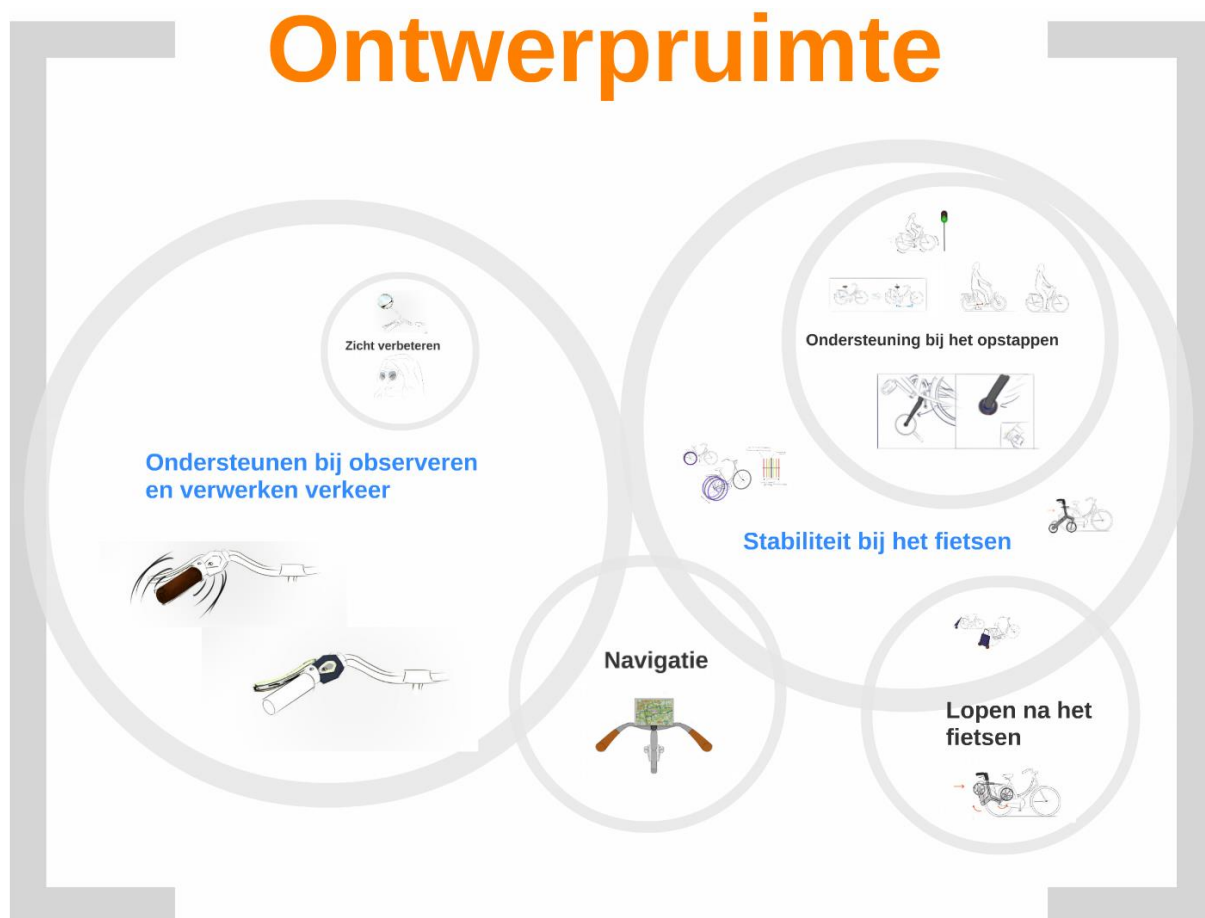 Ontwerpruimte
Zicht verbeteren
Ondersteunen bij observeren
en verwerken verkeer
Ondersteuning bij het opstappen
Stabiliteit bij het fietsen
Navigatie
Lopen na het
fietsen